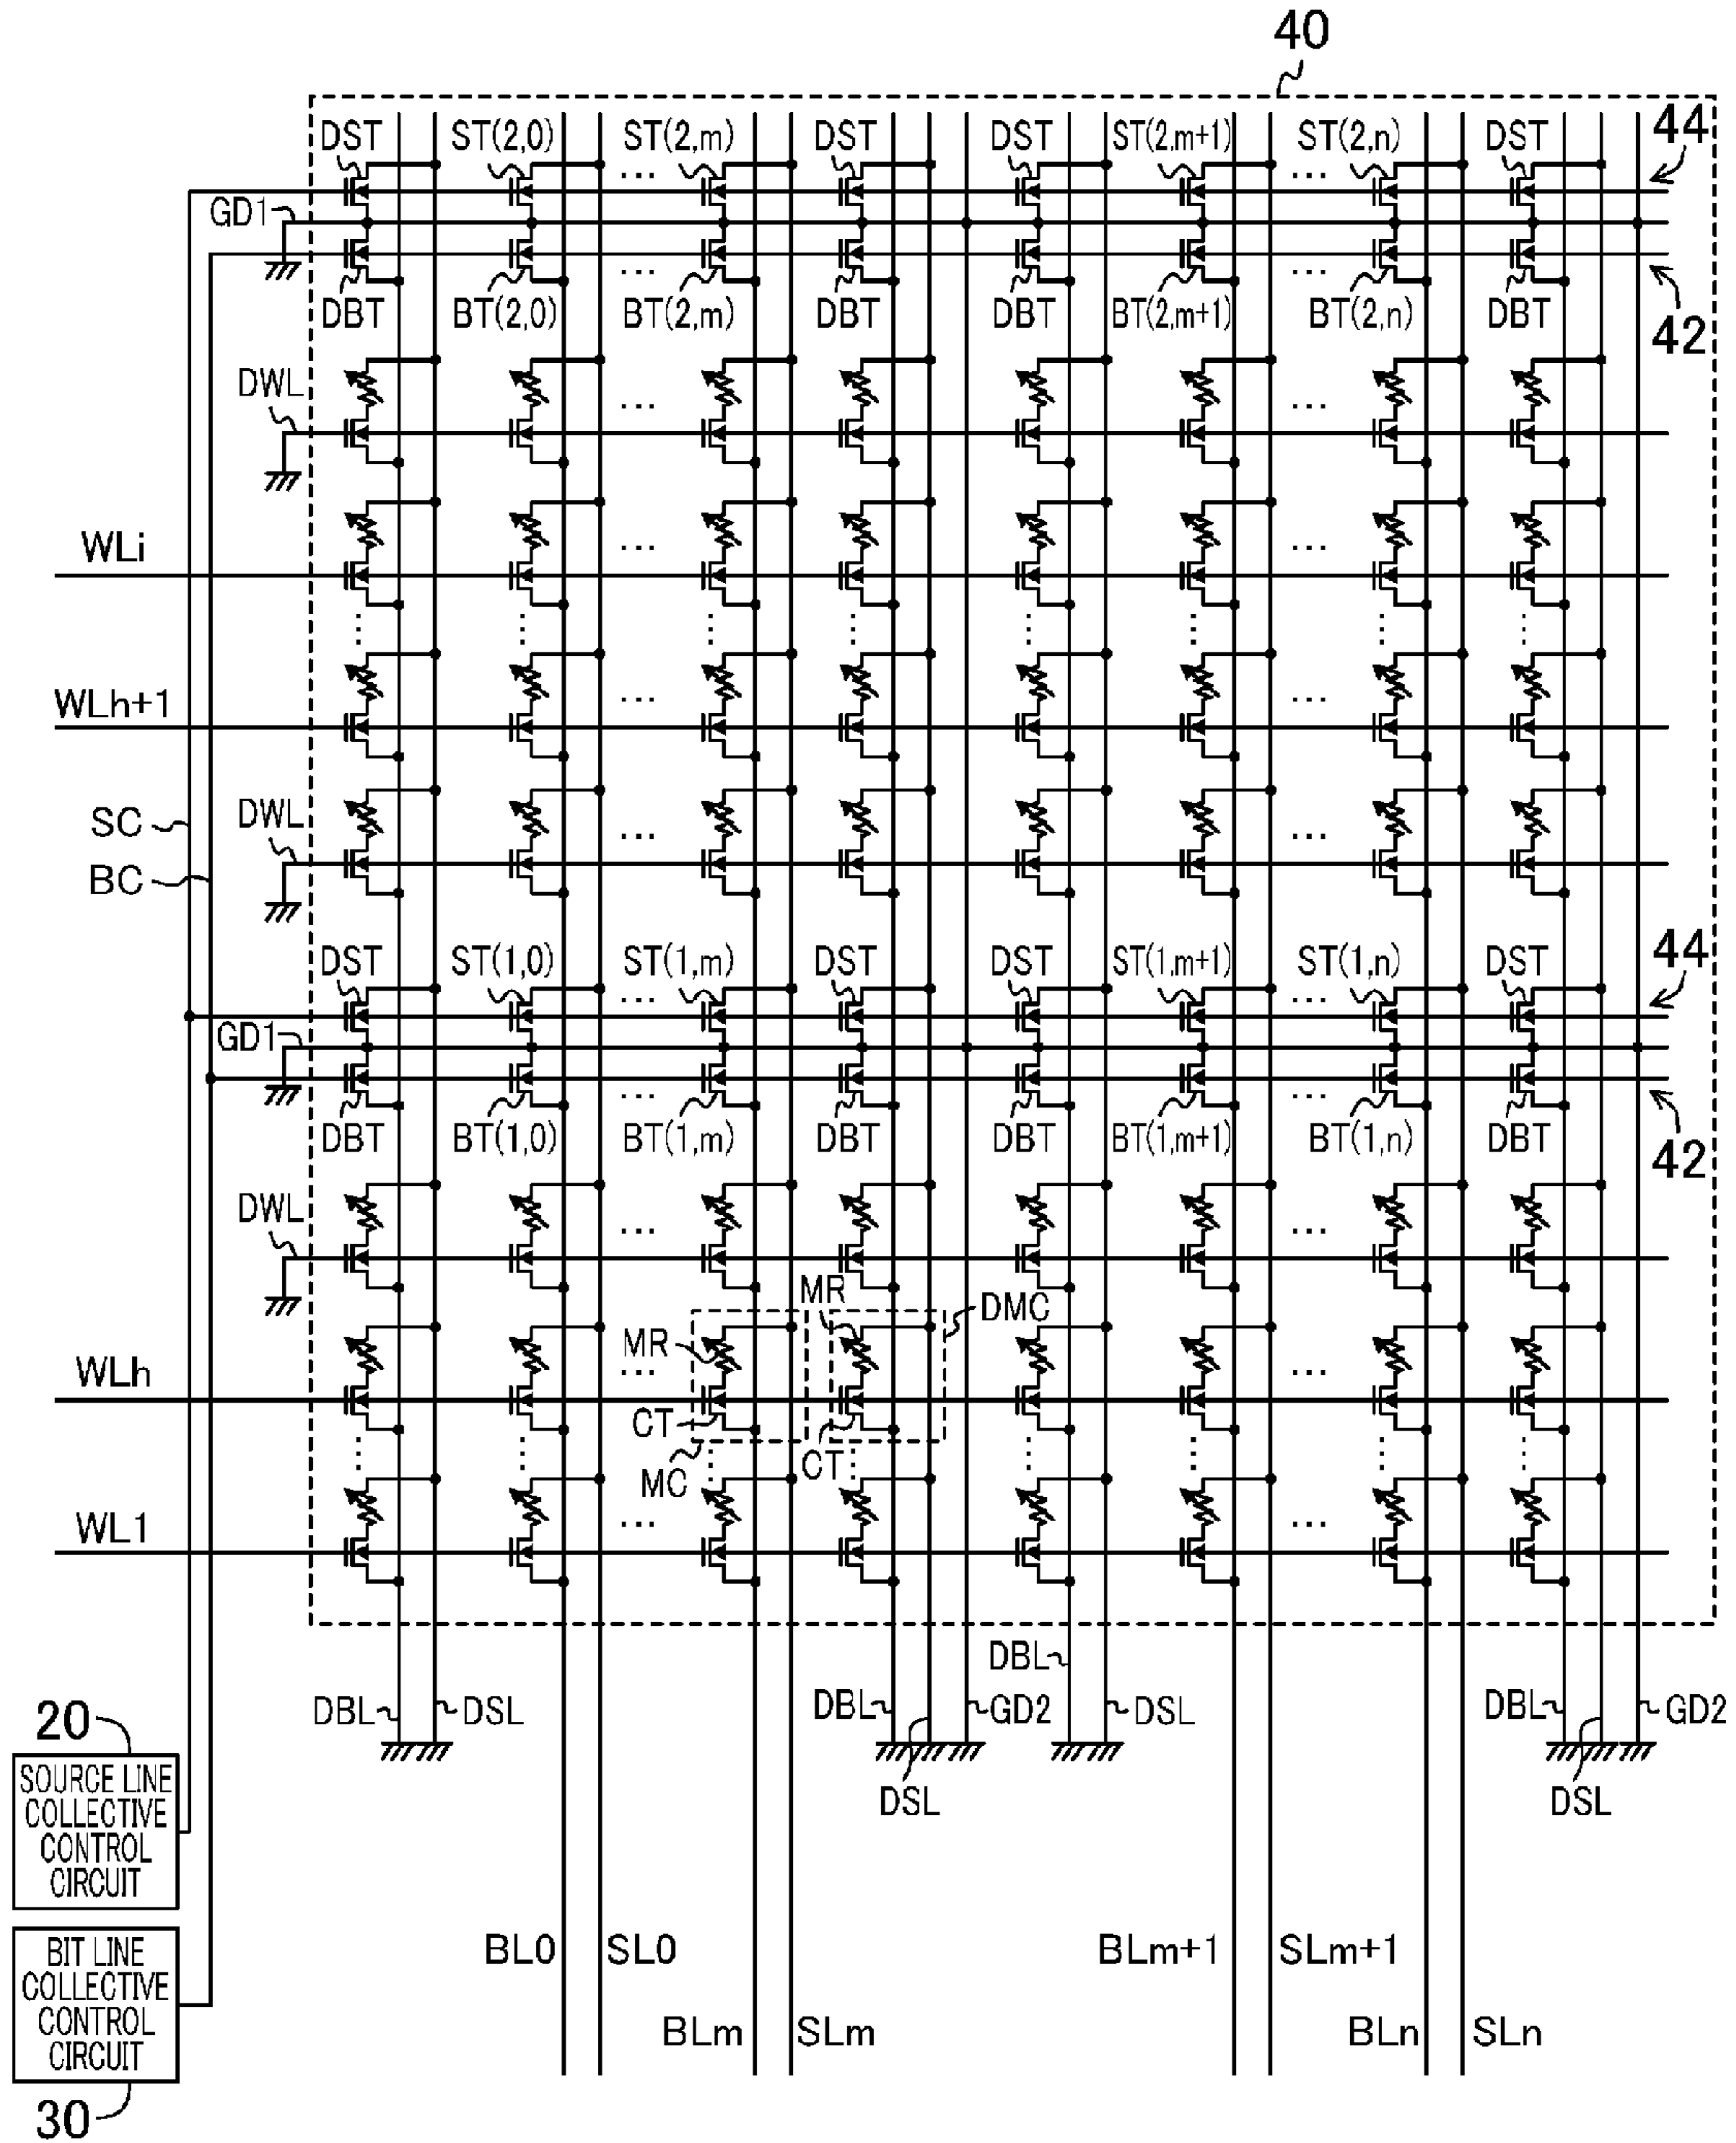 40
DST ST(2,0) ST(2,m) DST DST ST(2,m+1) ST(2,n) DST 44
... ...
GD1
... ...
DBT BT(2,0) BT(2,m) DBT DBT BT(2,m+1) BT(2,n) DBT 42
DWL ... ...
WLi ... ...
WLh+1 ... ...
SC DWL ... ...
BC
DST ST(1,0) ST(1,m) DST DST ST(1,m+1) ST(1,n) DST 44
... ...
GD1
... ...
DBT BT(1,0) BT(1,m) DBT DBT BT(1,m+1) BT(1,n) DBT 42
DWL ... ...
MR DMC
MR
WLh ... ...
CT
MC CT
WL1 ... ...
DBL
DBL DSL DBL GD2 DSL DBL GD2
20
DSL DSL
SOURCE LINE
COLLECTIVE
CONTROL
CIRCUIT
BL0 SL0 BLm+1 SLm+1
BIT LINE
COLLECTIVE
CONTROL
CIRCUIT
BLm SLm BLn SLn
30